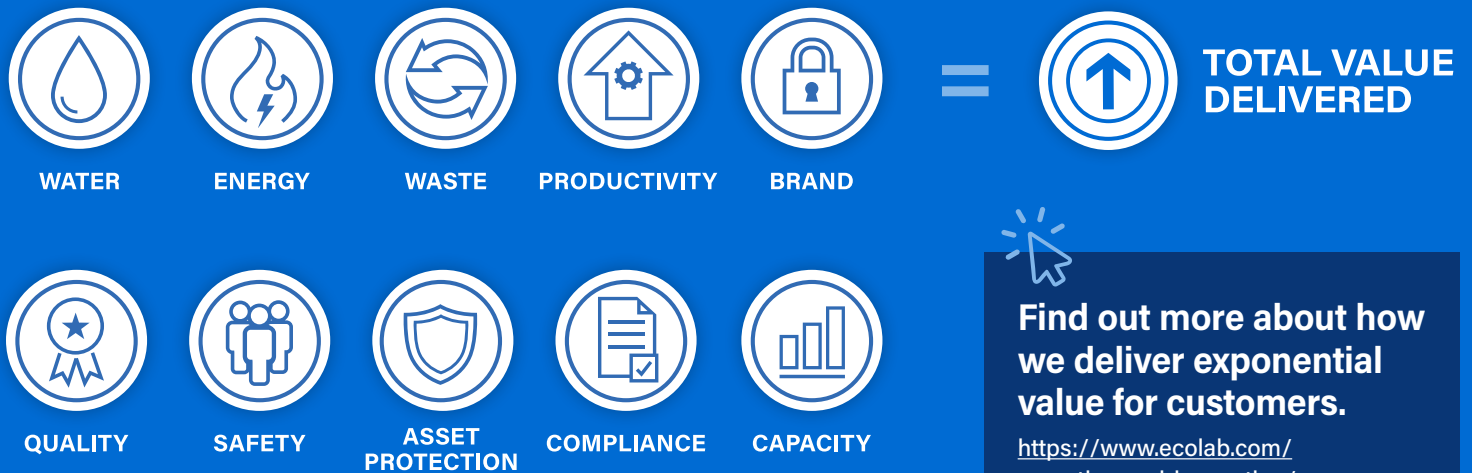 WATER
ENERGY
WASTE
PRODUCTIVITY
BRAND
=
TOTAL VALUE
DELIVERED
QUALITY
SAFETY
ASSET
PROTECTION
COMPLIANCE
CAPACITY
Find out more about how
we deliver exponential
value for customers.
https://www.ecolab.com/